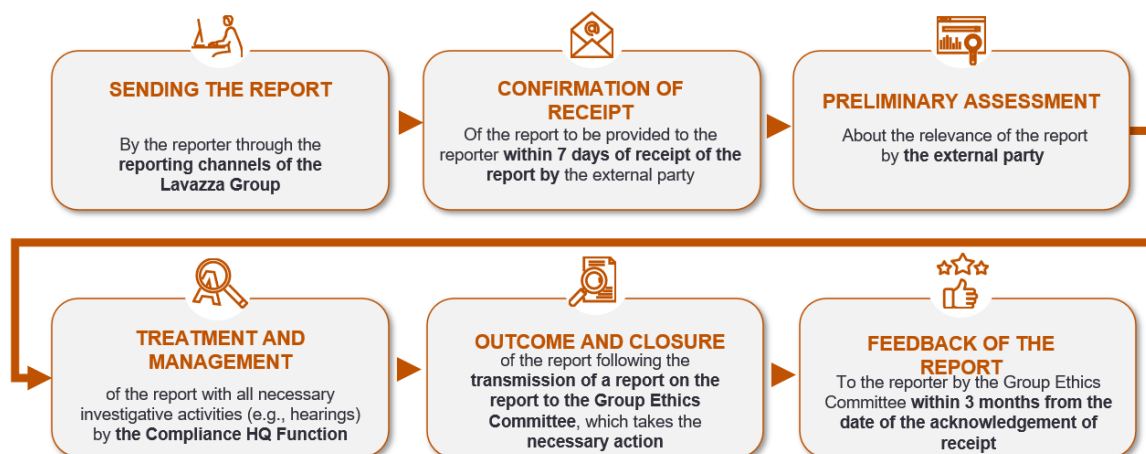 SENDING THE REPORT
By the reporter through the
reporting channels of the
Lavazza Group
CONFIRMATION OF
RECEIPT
Of the report to be provided to the
reporter within 7 days of receipt of the
report by the external party
PRELIMINARY ASSESSMENT
About the relevance of the report
by the external party
TREATMENT AND
MANAGEMENT
of the report with all necessary
investigative activities (e.g., hearings)
by the Compliance HQ Function
OUTCOME AND CLOSURE
of the report following the
transmission of a report on the
report to the Group Ethics
Committee, which takes the
necessary action
FEEDBACK OF THE
REPORT
To the reporter by the Group Ethics
Committee within 3 months from the
date of the acknowledgement of
receipt